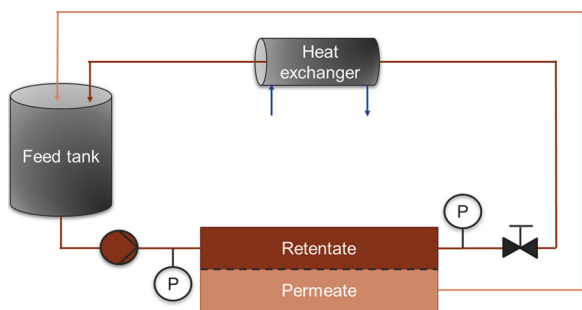 Heat
exchanger
Feed tank
P
Retentate
P
Permeate